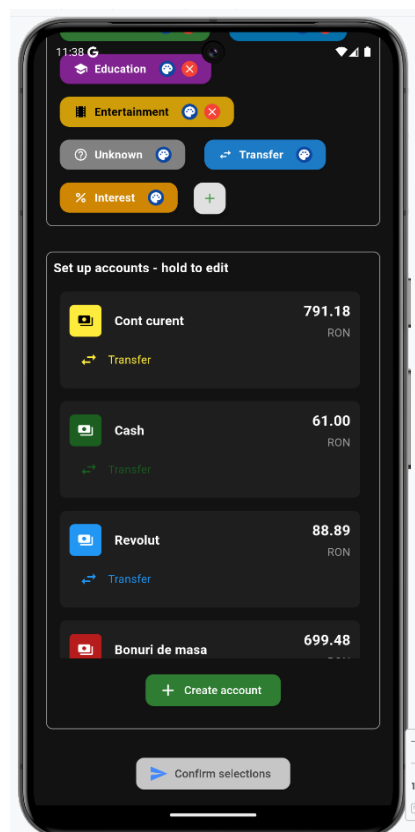 11:38 G
Education
Entertainment
Unknown
Transfer
% Interest
+
Set up accounts - hold to edit
Cont curent
791.18
RON
Transfer
Cash
61.00
RON
Transfer
Revolut
88.89
RON
Transfer
Bonuri de masa
699.48
+ Create account
Confirm selections